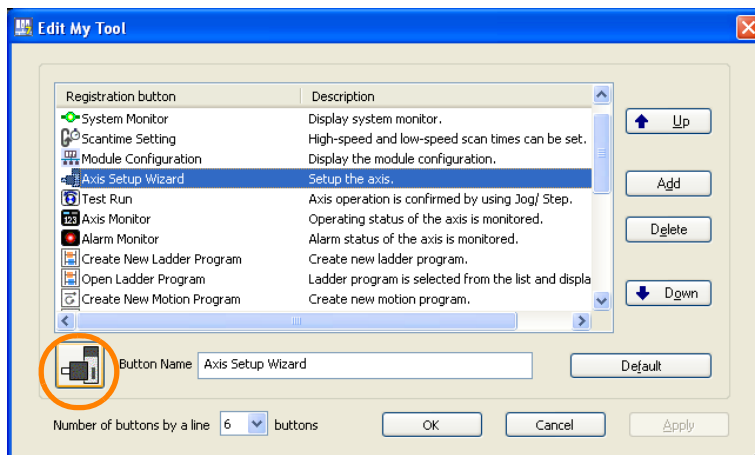 Edit My Tool
Registration button Description
System Monitor Display system monitor.
Scantime Setting High-speed and low-speed scan times can be set.
Module Configuration Display the module configuration.
Axis Setup Wizard Setup the axis.
Test Run Axis operation is confirmed by using Jog/ Step.
123 Axis Monitor Operating status of the axis is monitored.
Alarm Monitor Alarm status of the axis is monitored.
Create New Ladder Program Create new ladder program.
Open Ladder Program Ladder program is selected from the list and displa
Create New Motion Program Create new motion program.
Up
Add
Delete
Down
Button Name Axis Setup Wizard Default
Number of buttons by a line 6 buttons OK Cancel Apply